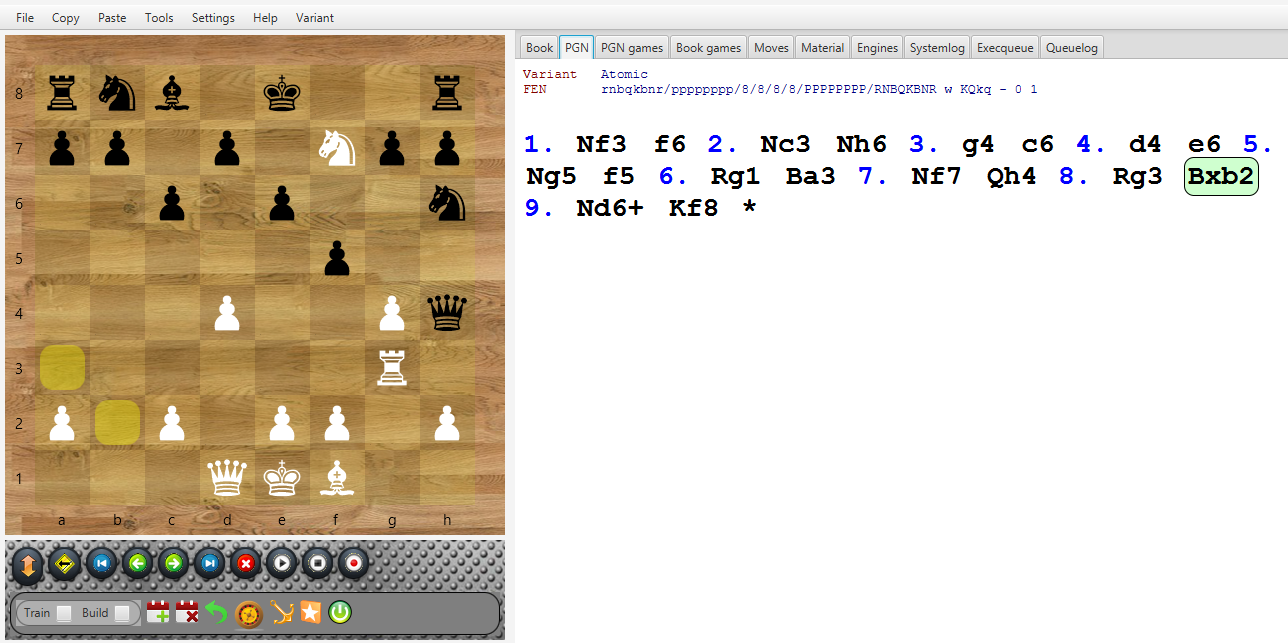 File Copy Paste Tools Settings Help Variant
Book PGN PGN games Book games Moves Material Engines Systemlog Execqueue Queuelog
Variant Atomic
FEN rnbqkbnr/pppppppp/8/8/8/8/PPPPPPPP/RNBQKBNR w KQkq - 0 1
1. Nf3 f6 2. Nc3 Nh6 3. g4 c6 4. d4 e6 5.
Ng5 f5 6. Rg1 Ba3 7. Nf7 Qh4 8. Rg3 Bxb2
9. Nd6+ Kf8 *
8
7
6
5
4
3
2
1
a b c d e f g h
Train Build